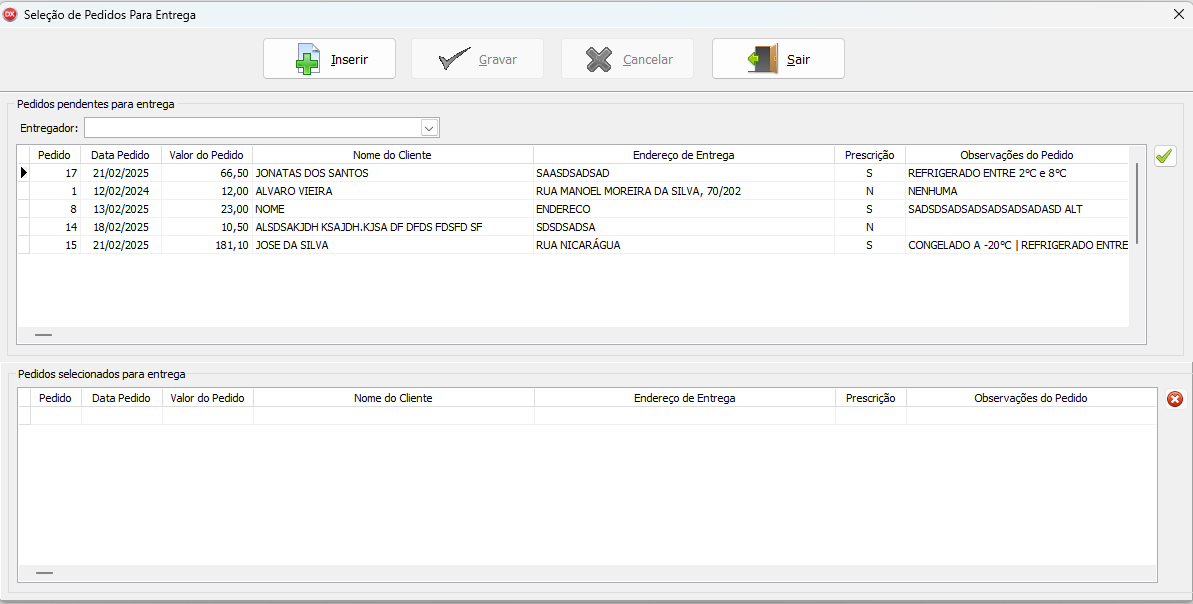 DX Seleção de Pedidos Para Entrega
Inserir Gravar Cancelar Sair
Pedidos pendentes para entrega
Entregador:
Pedido Data Pedido Valor do Pedido Nome do Cliente Endereço de Entrega Prescrição Observações do Pedido
17 21/02/2025 66,50 JONATAS DOS SANTOS SAASDSADSAD S REFRIGERADO ENTRE 2°C e 8°C
1 12/02/2024 12,00 ALVARO VIEIRA RUA MANOEL MOREIRA DA SILVA, 70/202 N NENHUMA
8 13/02/2025 23,00 NOME ENDERECO S SADSDSADSADSADSADSADASD ALT
14 18/02/2025 10,50 ALSDSAKJDH KSAJDH.KJSA DF DFDS FDSFD SF SDSDSADSA N
15 21/02/2025 181,10 JOSE DA SILVA RUA NICARÁGUA S CONGELADO A -20°C | REFRIGERADO ENTRE
Pedidos selecionados para entrega
Pedido Data Pedido Valor do Pedido Nome do Cliente Endereço de Entrega Prescrição Observações do Pedido